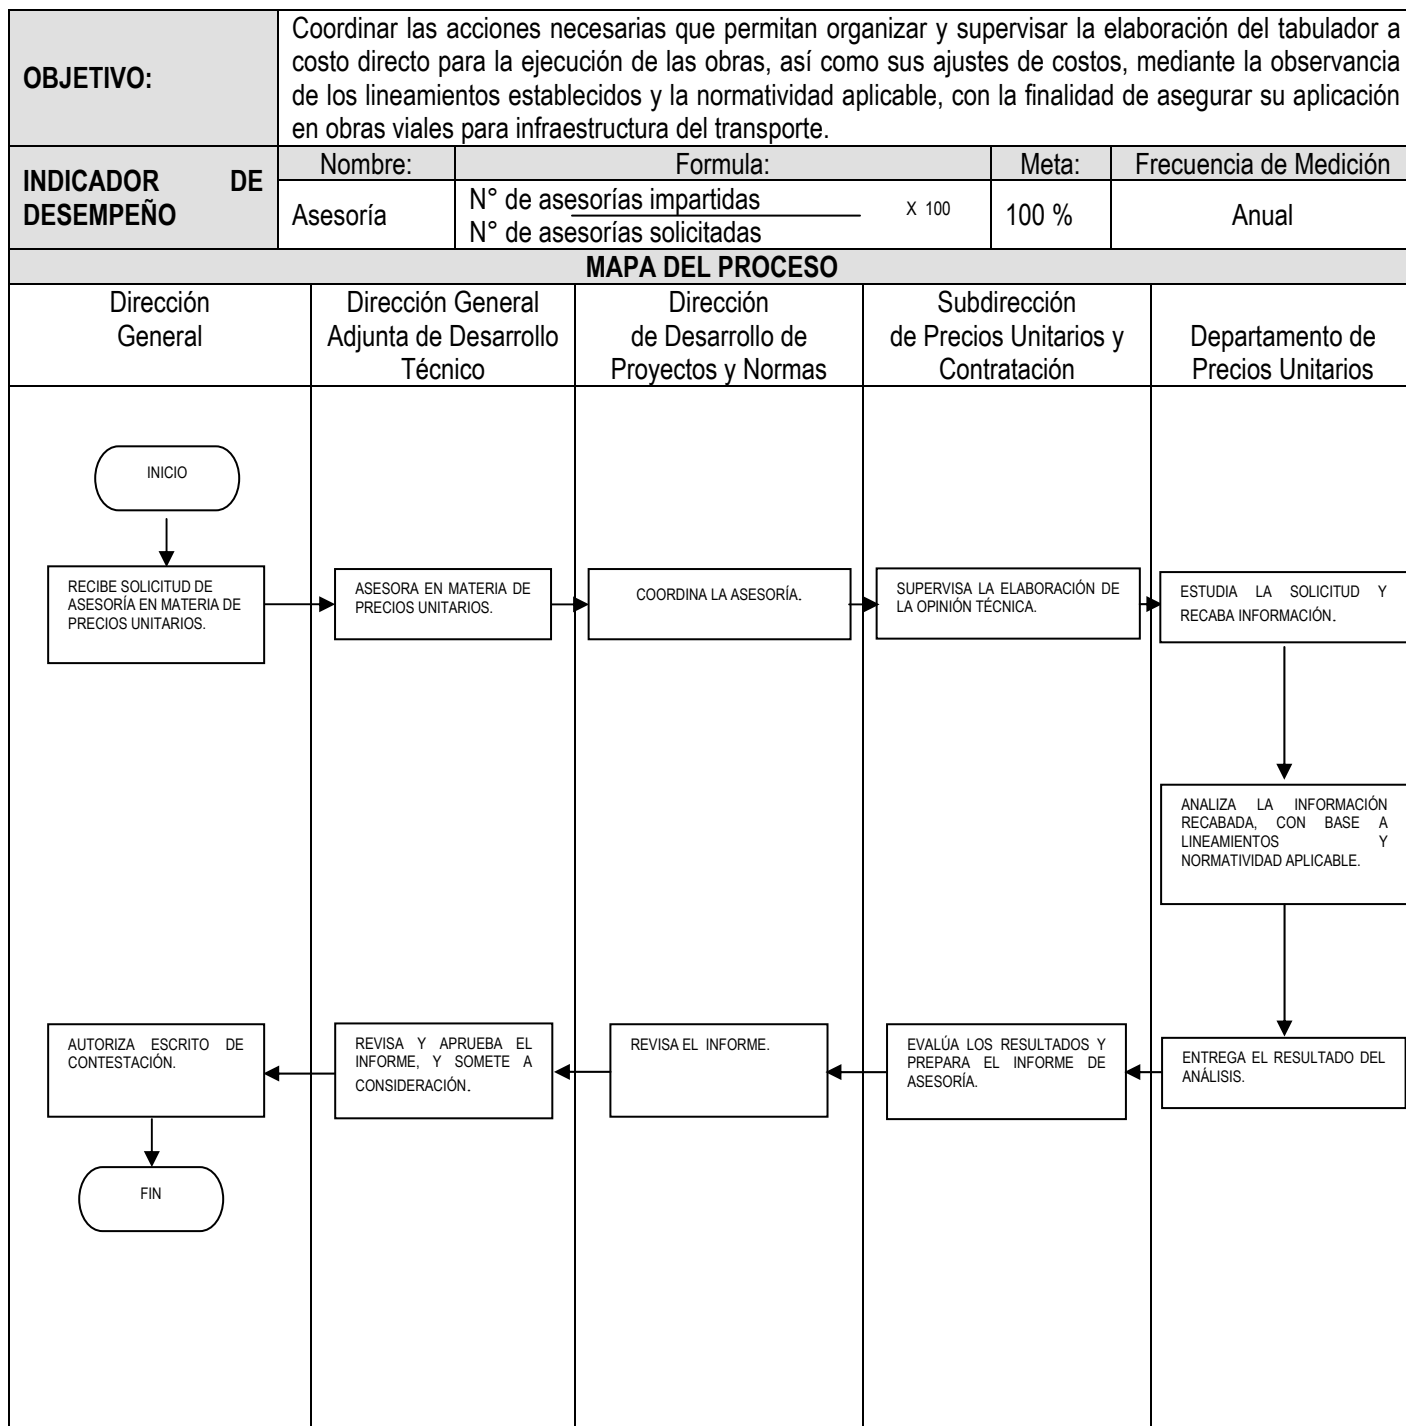 OBJETIVO:
Coordinar las acciones necesarias que permitan organizar y supervisar la elaboración del tabulador a
costo directo para la ejecución de las obras, así como sus ajustes de costos, mediante la observancia
de los lineamientos establecidos y la normatividad aplicable, con la finalidad de asegurar su aplicación
en obras viales para infraestructura del transporte.
INDICADOR DE
DESEMPEÑO
Nombre:
Formula:
Meta:
Frecuencia de Medición
Asesoría
N° de asesorías impartidas
N° de asesorías solicitadas
X 100
100 %
Anual
MAPA DEL PROCESO
Dirección
General
Dirección General
Adjunta de Desarrollo
Técnico
Dirección
de Desarrollo de
Proyectos y Normas
Subdirección
de Precios Unitarios y
Contratación
Departamento de
Precios Unitarios
INICIO
RECIBE SOLICITUD DE
ASESORÍA EN MATERIA DE
PRECIOS UNITARIOS.
ASESORA EN MATERIA DE
PRECIOS UNITARIOS.
COORDINA LA ASESORÍA.
SUPERVISA LA ELABORACIÓN DE
LA OPINIÓN TÉCNICA.
ESTUDIA LA SOLICITUD Y
RECABA INFORMACIÓN.
ANALIZA LA INFORMACIÓN
RECABADA, CON BASE A
LINEAMIENTOS Y
NORMATIVIDAD APLICABLE.
AUTORIZA ESCRITO DE
CONTESTACIÓN.
REVISA Y APRUEBA EL
INFORME, Y SOMETE A
CONSIDERACIÓN.
REVISA EL INFORME.
EVALÚA LOS RESULTADOS Y
PREPARA EL INFORME DE
ASESORÍA.
ENTREGA EL RESULTADO DEL
ANÁLISIS.
FIN